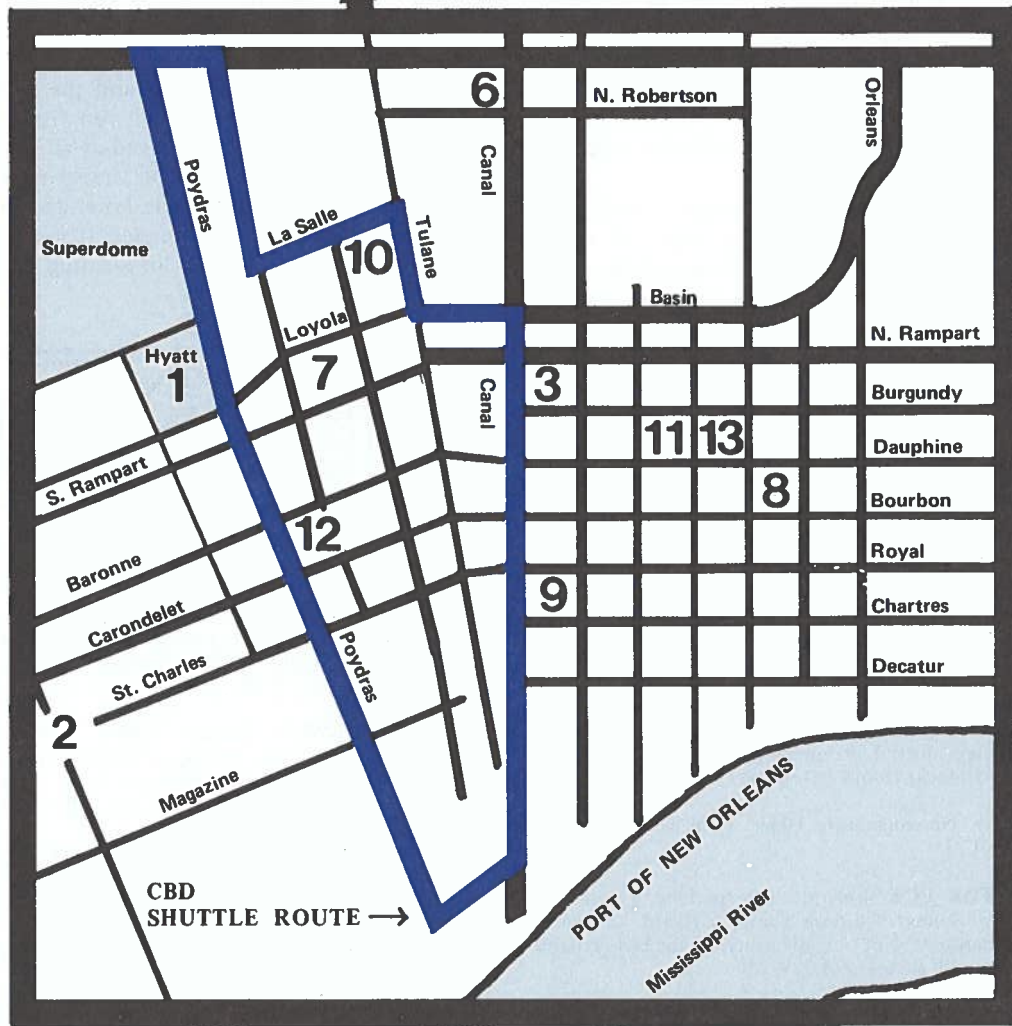 6
N. Robertson
Orleans
Canal
Poydras
La Salle
Tulane
Superdome
10
Basin
Loyola
N. Rampart
Hyatt
1
7
3
Canal
Burgundy
11
13
Dauphine
S. Rampart
8
Bourbon
12
Royal
Baronne
9
Chartres
Carondelet
Poydras
St. Charles
Decatur
2
Magazine
PORT OF NEW ORLEANS
CBD
SHUTTLE ROUTE →
Mississippi River